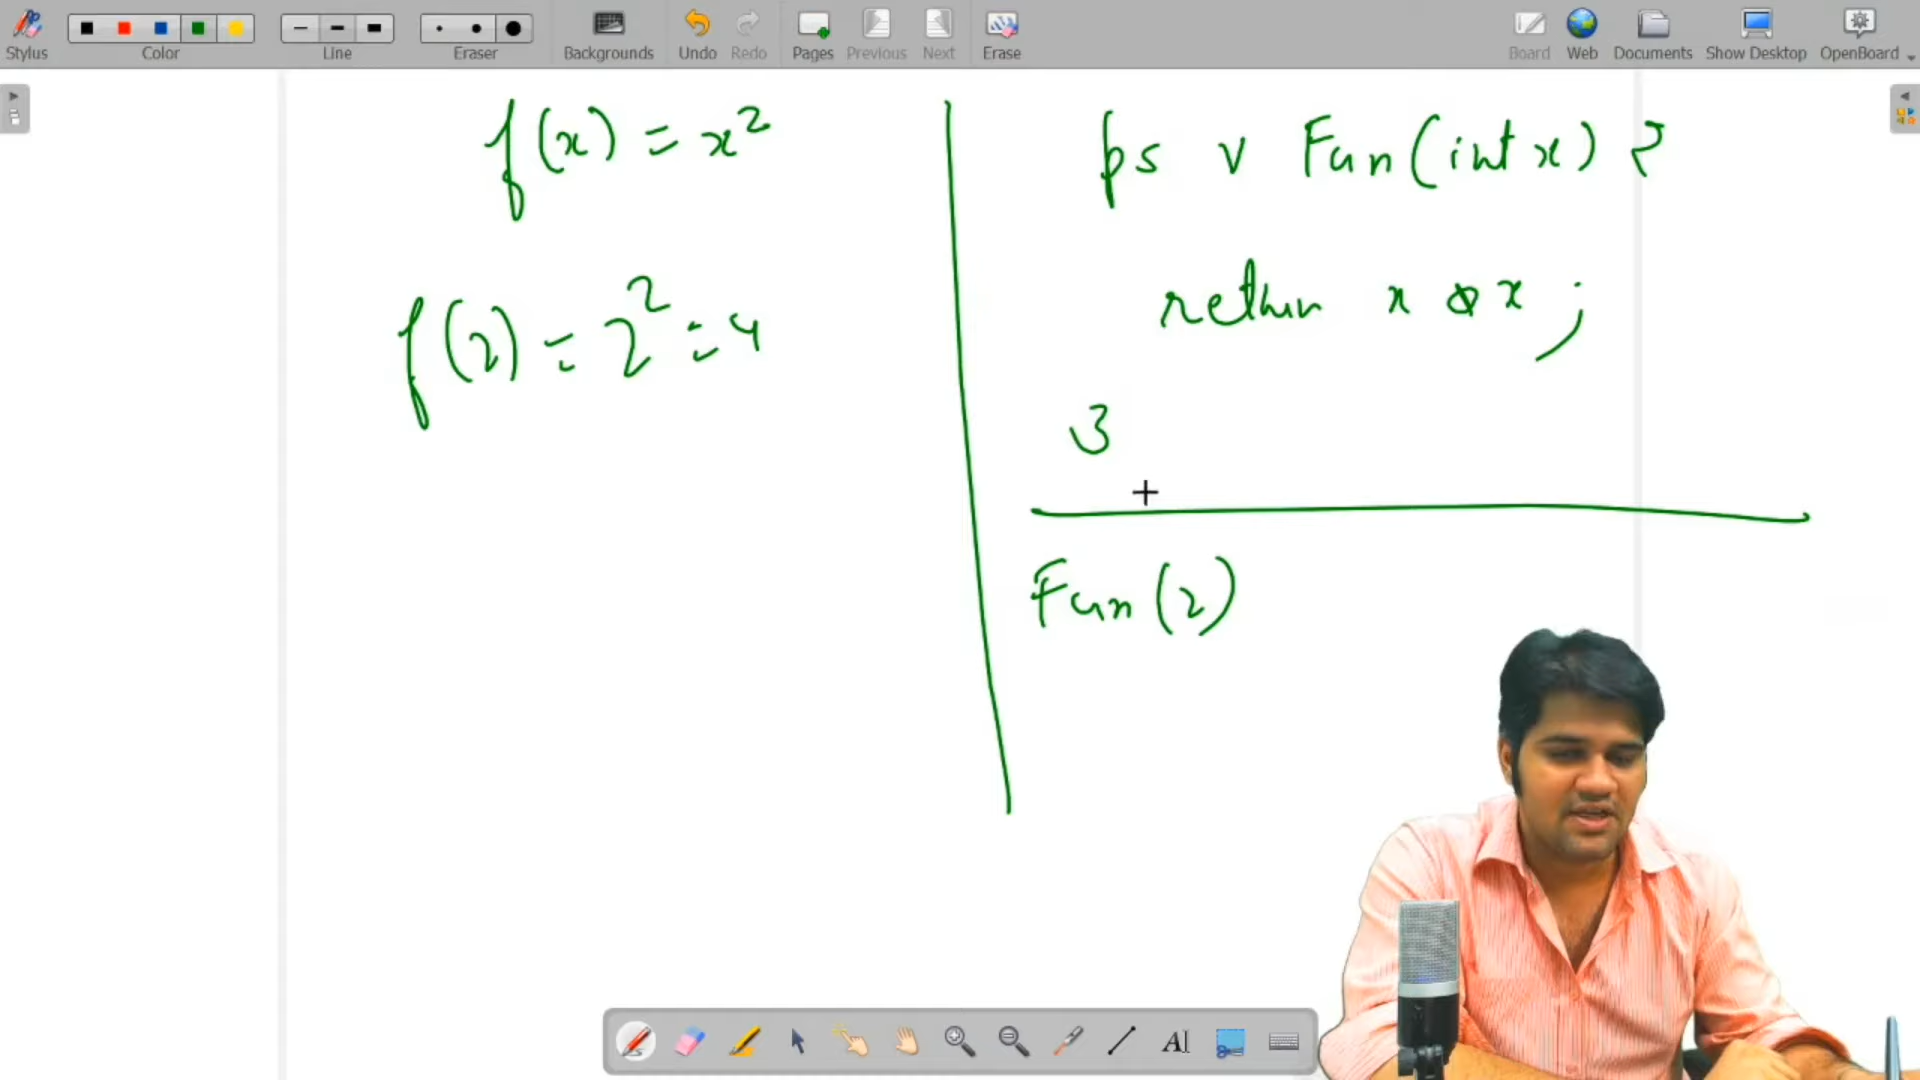 Stylus
Color
Line
Eraser
Backgrounds
Undo
Redo
Pages
Previous
Next
Erase
Board
Web
Documents
Show Desktop
OpenBoard
f(x) = x²
f(2) = 2² = 4
ps v Fun(int x) {
return x * x ;
}
Fun(2)
AI